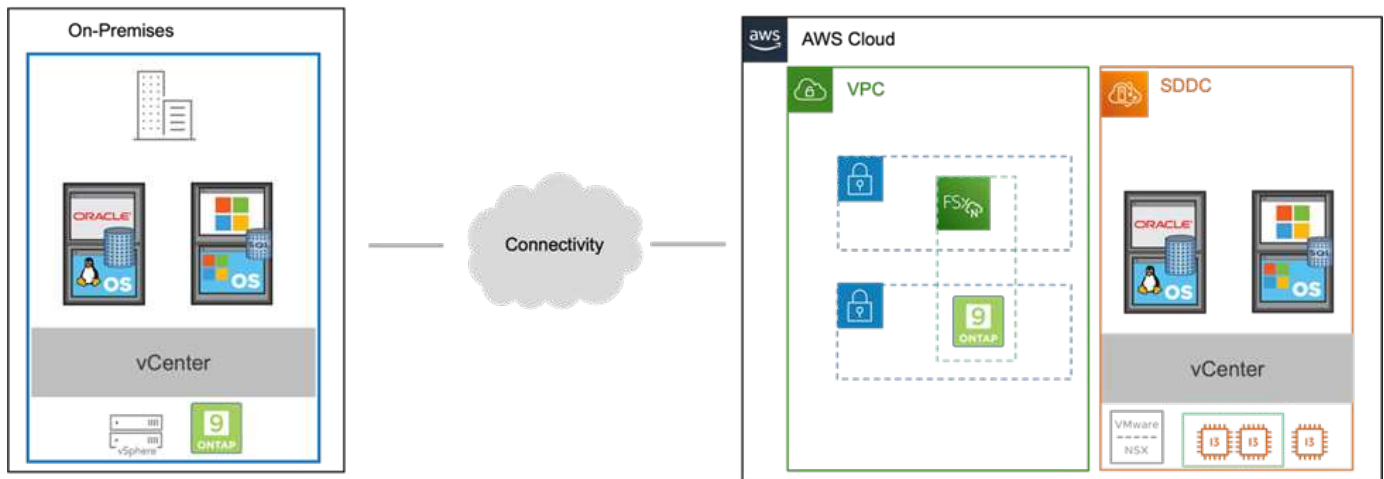 On-Premises
ORACLE
OS
SQL
OS
vCenter
vSphere
9
ONTAP
Connectivity
aws
AWS Cloud
VPC
FSx
N
9
ONTAP
SDDC
ORACLE
OS
SQL
OS
vCenter
VMware
NSX
I3
I3
I3